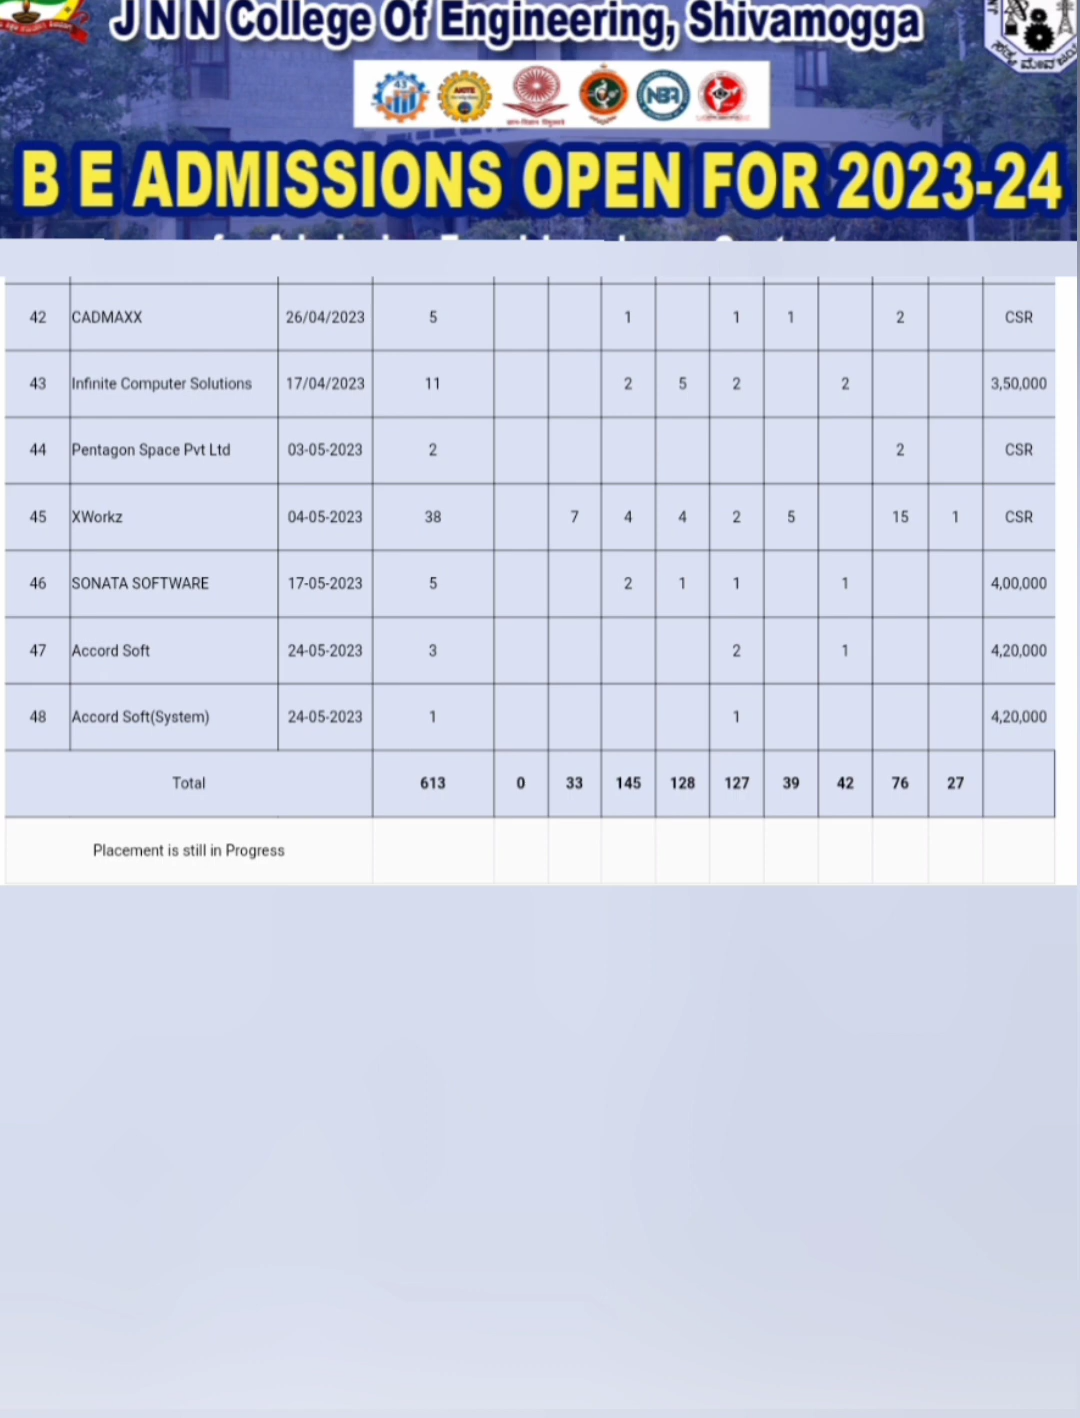 J N N College Of Engineering, Shivamogga
43 AICTE NBA
B E ADMISSIONS OPEN FOR 2023-24
42 CADMAXX 26/04/2023 5 1 1 1 2 CSR
43 Infinite Computer Solutions 17/04/2023 11 2 5 2 2 3,50,000
44 Pentagon Space Pvt Ltd 03-05-2023 2 2 CSR
45 XWorkz 04-05-2023 38 7 4 4 2 5 15 1 CSR
46 SONATA SOFTWARE 17-05-2023 5 2 1 1 1 4,00,000
47 Accord Soft 24-05-2023 3 2 1 4,20,000
48 Accord Soft(System) 24-05-2023 1 1 4,20,000
Total 613 0 33 145 128 127 39 42 76 27
Placement is still in Progress